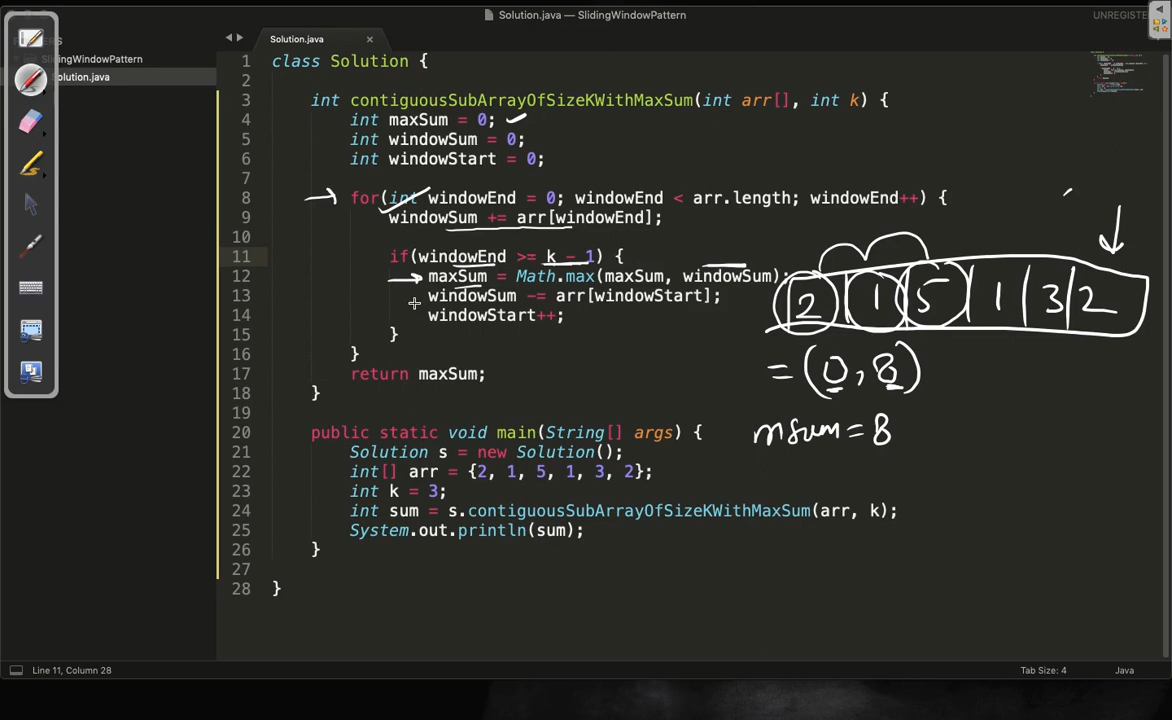 Solution.java — SlidingWindowPattern
UNREGISTE
SlidingWindowPattern
Solution.java
Solution.java ×
1 class Solution {
2
3 int contiguousSubArrayOfSizeKWithMaxSum(int arr[], int k) {
4 int maxSum = 0;
5 int windowSum = 0;
6 int windowStart = 0;
7
8 for(int windowEnd = 0; windowEnd < arr.length; windowEnd++) {
9 windowSum += arr[windowEnd];
10
11 if(windowEnd >= k - 1) {
12 maxSum = Math.max(maxSum, windowSum);
13 windowSum -= arr[windowStart];
14 windowStart++;
15 }
16 }
17 return maxSum;
18 }
19
20 public static void main(String[] args) {
21 Solution s = new Solution();
22 int[] arr = {2, 1, 5, 1, 3, 2};
23 int k = 3;
24 int sum = s.contiguousSubArrayOfSizeKWithMaxSum(arr, k);
25 System.out.println(sum);
26 }
27
28 }
2 1 5 1 3 2
= (0, 8)
msum = 8
Line 11, Column 28
Tab Size: 4
Java